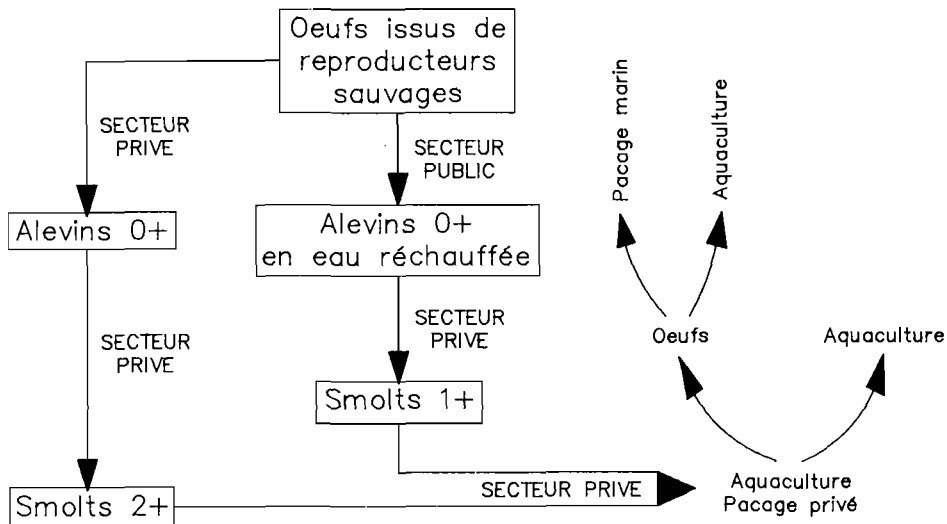 Oeufs issus de
reproducteurs
sauvages
SECTEUR
PRIVE
SECTEUR
PUBLIC
Alevins 0+
Alevins 0+
en eau réchauffée
SECTEUR
PRIVE
SECTEUR
PRIVE
Smolts 1+
Smolts 2+
SECTEUR PRIVE
Aquaculture
Pacage privé
Oeufs
Aquaculture
Pacage marin
Aquaculture